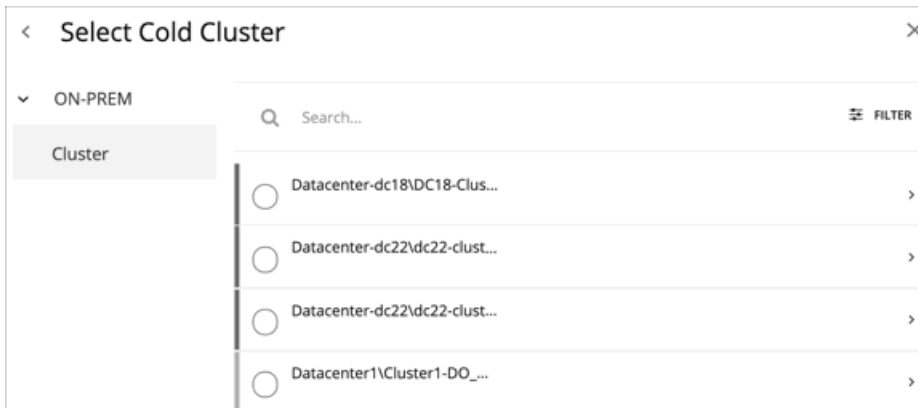 Select Cold Cluster
ON-PREM
Cluster
Search...
FILTER
Datacenter-dc18\DC18-Clus...
Datacenter-dc22\dc22-clust...
Datacenter-dc22\dc22-clust...
Datacenter1\Cluster1-DO_...